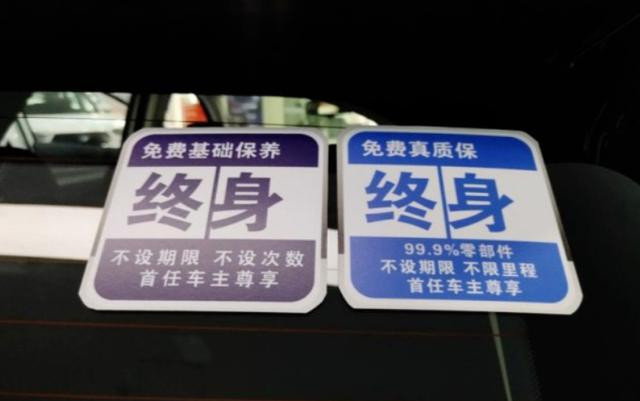 免费基础保养
终身
不设期限 不设次数
首任车主尊享
免费真质保
终身
99.9%零部件
不设期限 不限里程
首任车主尊享